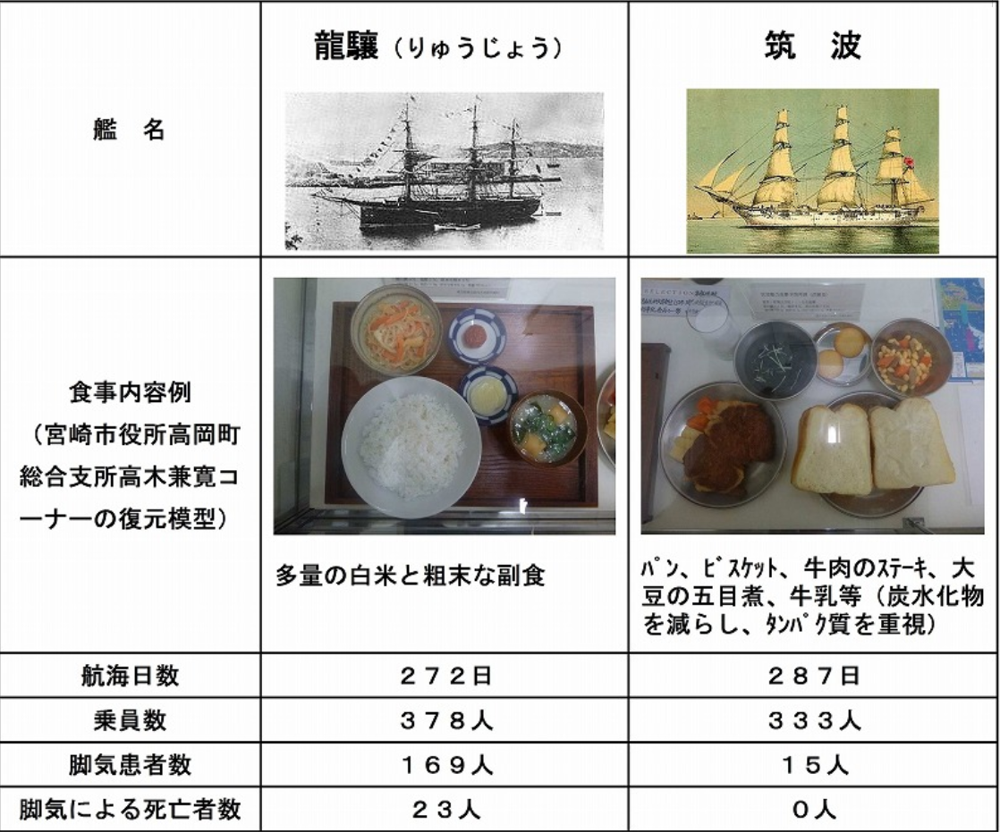 艦　名
龍驤（りゅうじょう）
筑　波
食事内容例
（宮崎市役所高岡町
総合支所高木兼寛コ
ーナーの復元模型）
多量の白米と粗末な副食
ﾊﾟﾝ、ﾋﾞｽｹｯﾄ、牛肉のｽﾃｰｷ、大
豆の五目煮、牛乳等（炭水化物
を減らし、ﾀﾝﾊﾟｸ質を重視）
航海日数
２７２日
２８７日
乗員数
３７８人
３３３人
脚気患者数
１６９人
１５人
脚気による死亡者数
２３人
０人